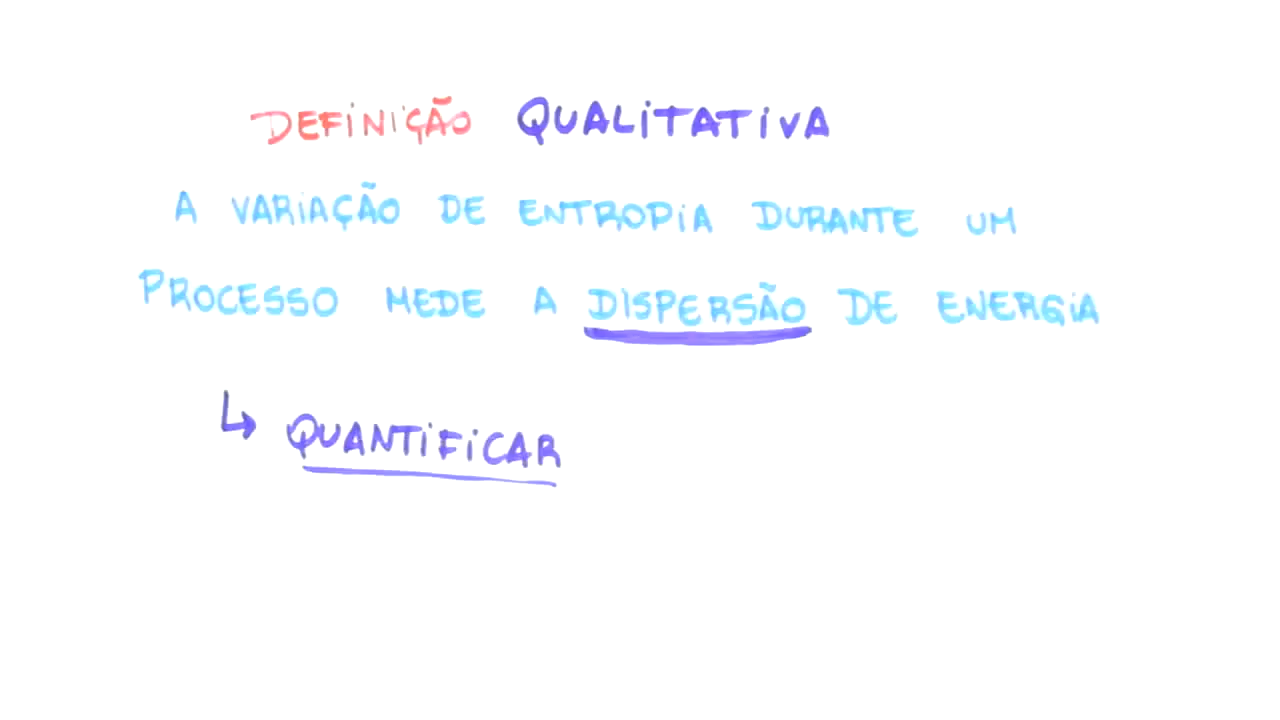 DEFINIÇÃO QUALITATIVA
A VARIAÇÃO DE ENTROPIA DURANTE UM
PROCESSO MEDE A DISPERSÃO DE ENERGIA
↳ QUANTIFICAR